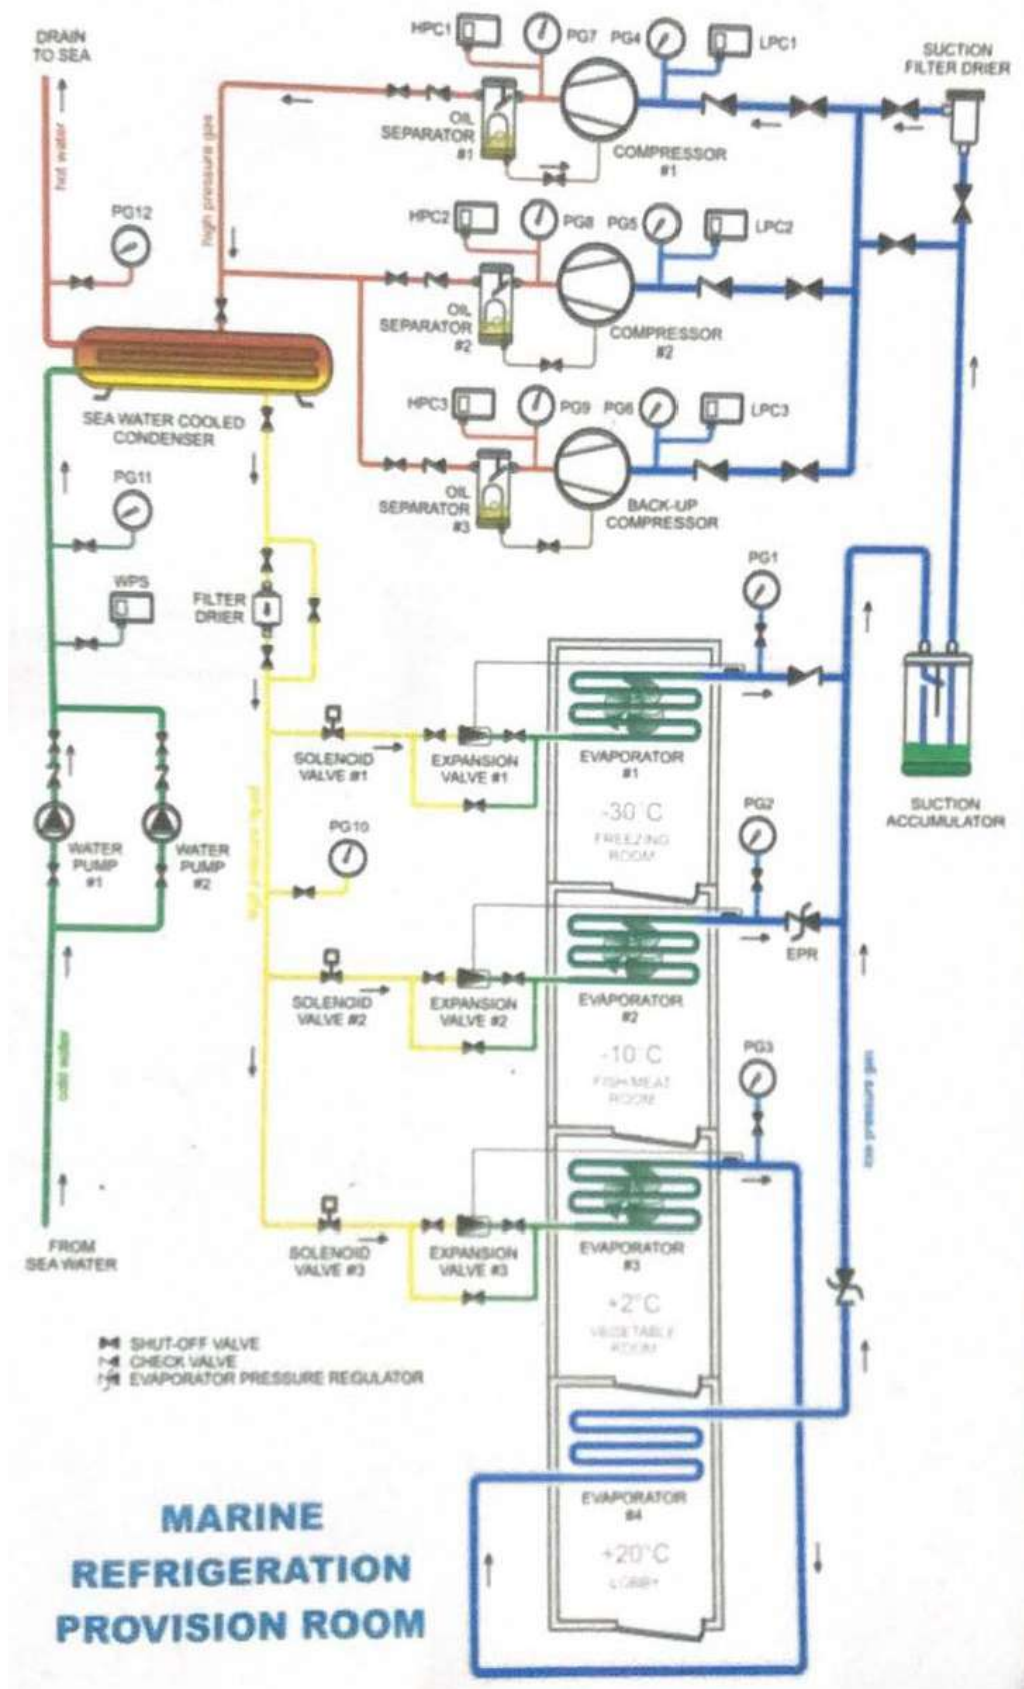 DRAIN
TO SEA
hot water
high pressure gas
HPC1
PG7
PG4
LPC1
SUCTION
FILTER DRIER
OIL
SEPARATOR
#1
COMPRESSOR
#1
PG12
HPC2
PG8
PG5
LPC2
OIL
SEPARATOR
#2
COMPRESSOR
#2
SEA WATER COOLED
CONDENSER
HPC3
PG9
PG6
LPC3
OIL
SEPARATOR
#3
BACK-UP
COMPRESSOR
PG11
WPS
FILTER
DRIER
PG1
SOLENOID
VALVE #1
EXPANSION
VALVE #1
EVAPORATOR
#1
-30°C
FREEZING
ROOM
SUCTION
ACCUMULATOR
WATER
PUMP
#1
WATER
PUMP
#2
high pressure liquid
PG10
PG2
SOLENOID
VALVE #2
EXPANSION
VALVE #2
EVAPORATOR
#2
EPR
-10°C
FISH/MEAT
ROOM
cold water
PG3
low pressure gas
FROM
SEA WATER
SOLENOID
VALVE #3
EXPANSION
VALVE #3
EVAPORATOR
#3
+2°C
VEGETABLE
ROOM
SHUT-OFF VALVE
CHECK VALVE
EVAPORATOR PRESSURE REGULATOR
EVAPORATOR
#4
+20°C
LOBBY
MARINE
REFRIGERATION
PROVISION ROOM